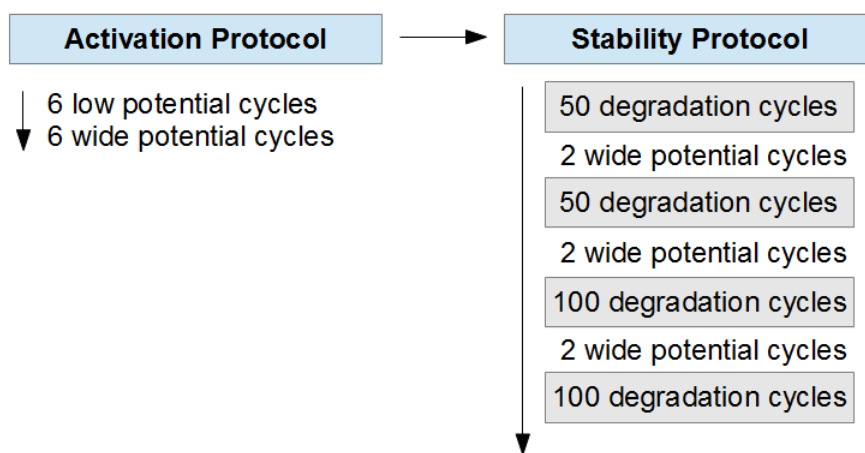 Activation Protocol
6 low potential cycles
6 wide potential cycles
Stability Protocol
50 degradation cycles
2 wide potential cycles
50 degradation cycles
2 wide potential cycles
100 degradation cycles
2 wide potential cycles
100 degradation cycles